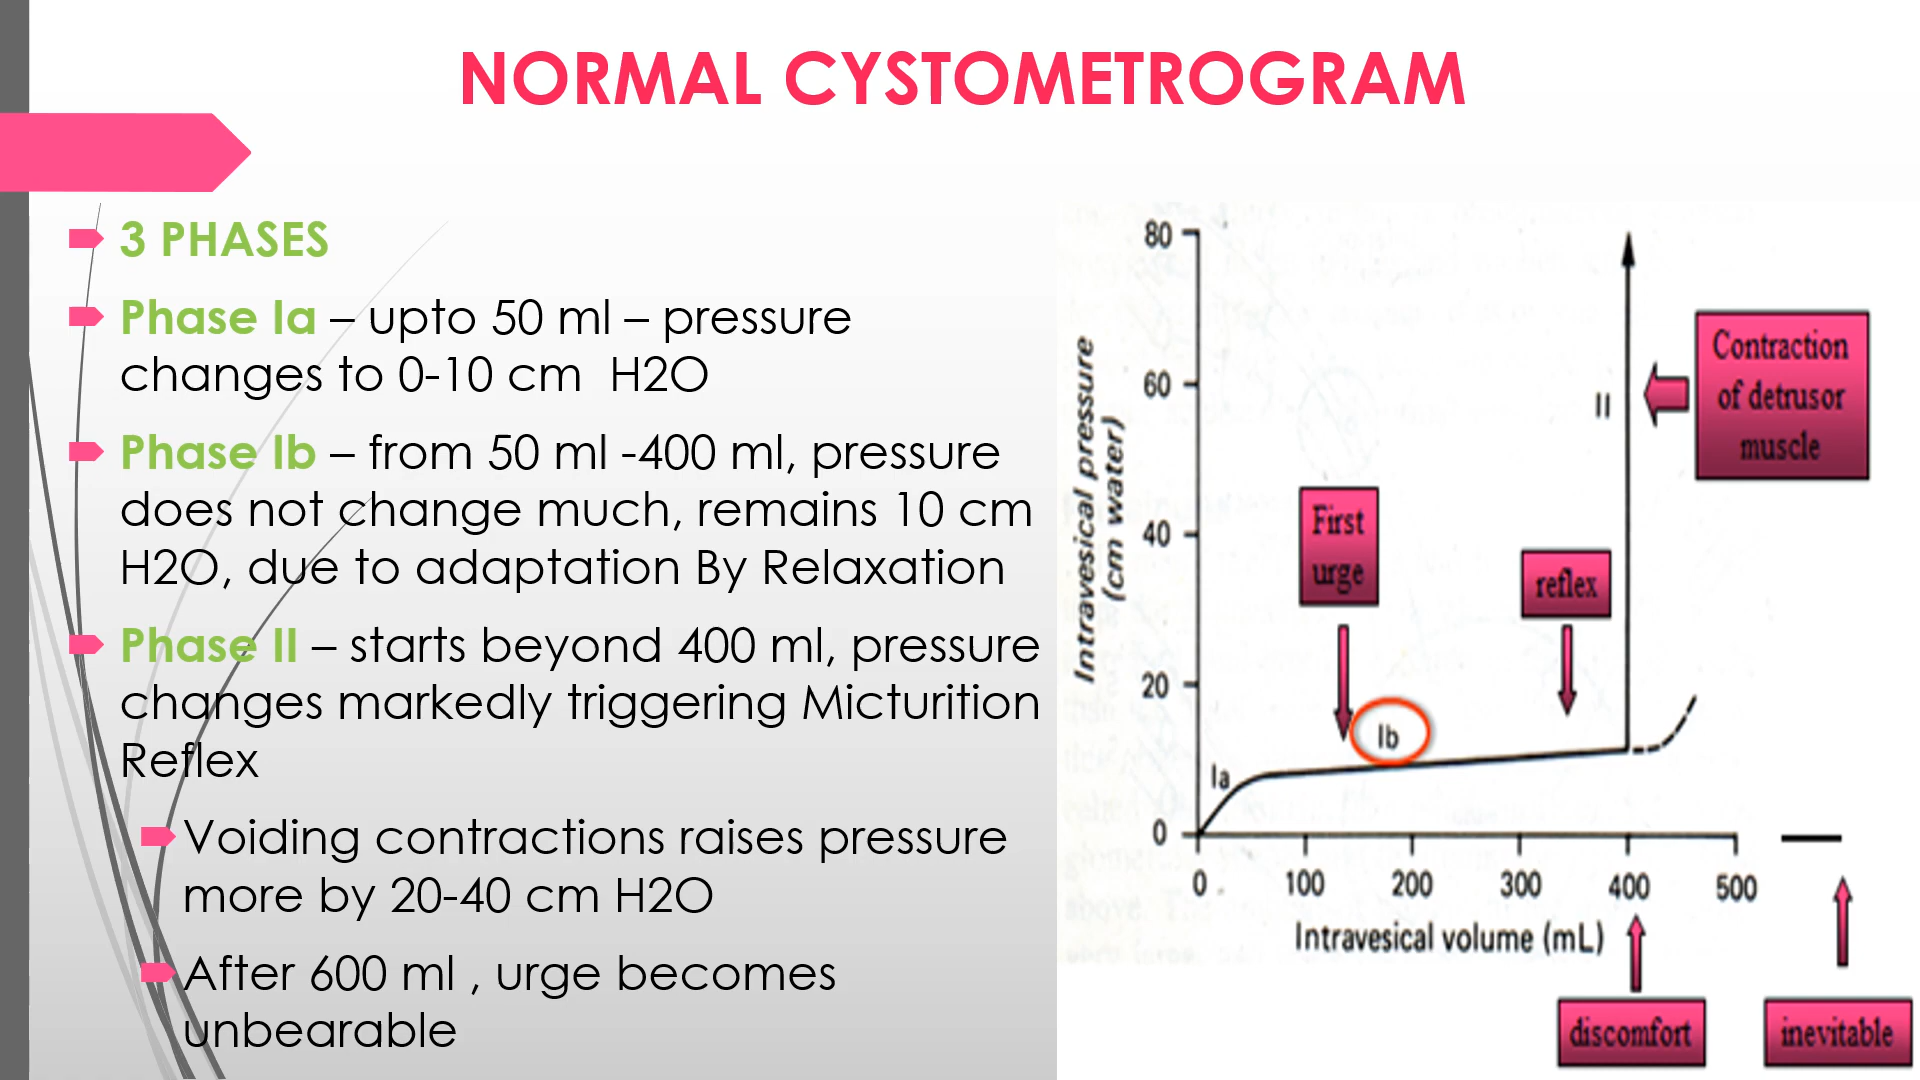 NORMAL CYSTOMETROGRAM
3 PHASES
Phase Ia – upto 50 ml – pressure
changes to 0-10 cm  H2O
Phase Ib – from 50 ml -400 ml, pressure
does not change much, remains 10 cm
H2O, due to adaptation By Relaxation
Phase II – starts beyond 400 ml, pressure
changes markedly triggering Micturition
Reflex
Voiding contractions raises pressure
more by 20-40 cm H2O
After 600 ml , urge becomes
unbearable
Intravesical pressure
(cm water)
80
60
40
20
0
Contraction
of detrusor
muscle
II
First
urge
reflex
Ib
Ia
0 100 200 300 400 500
Intravesical volume (mL)
discomfort
inevitable